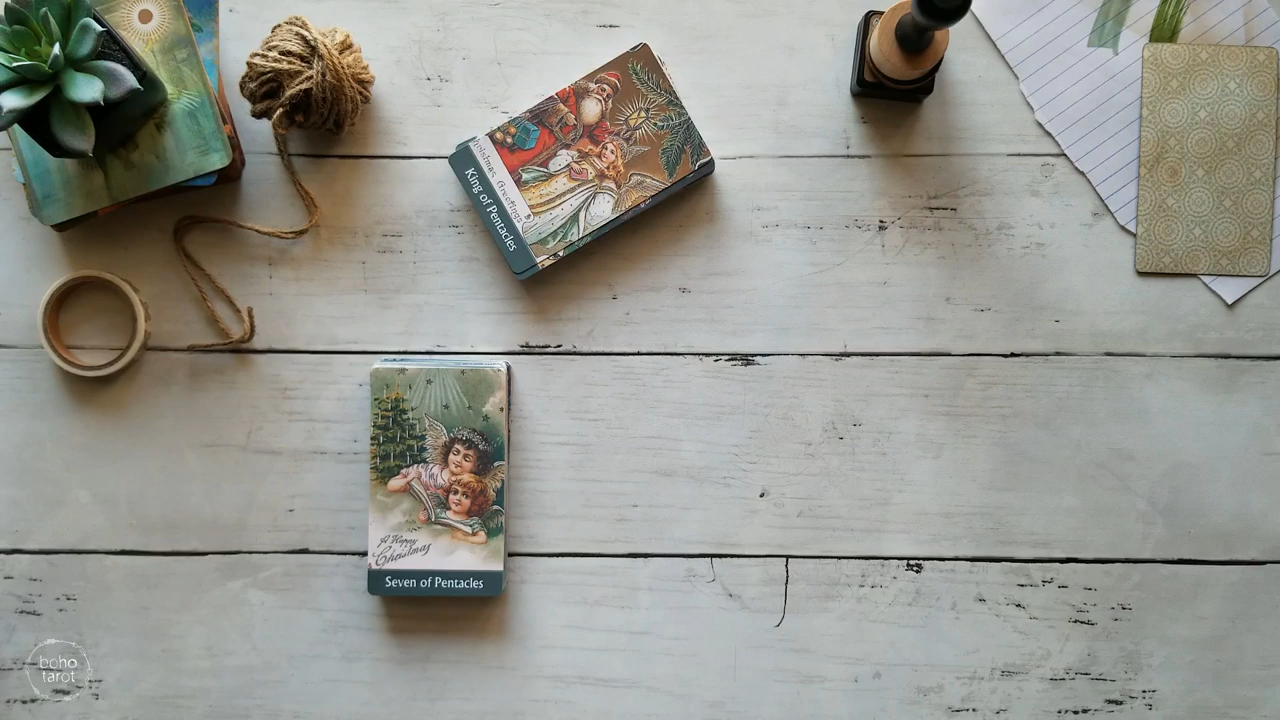 Christmas Greetings
King of Pentacles
A Happy
Christmas
Seven of Pentacles
boho
tarot